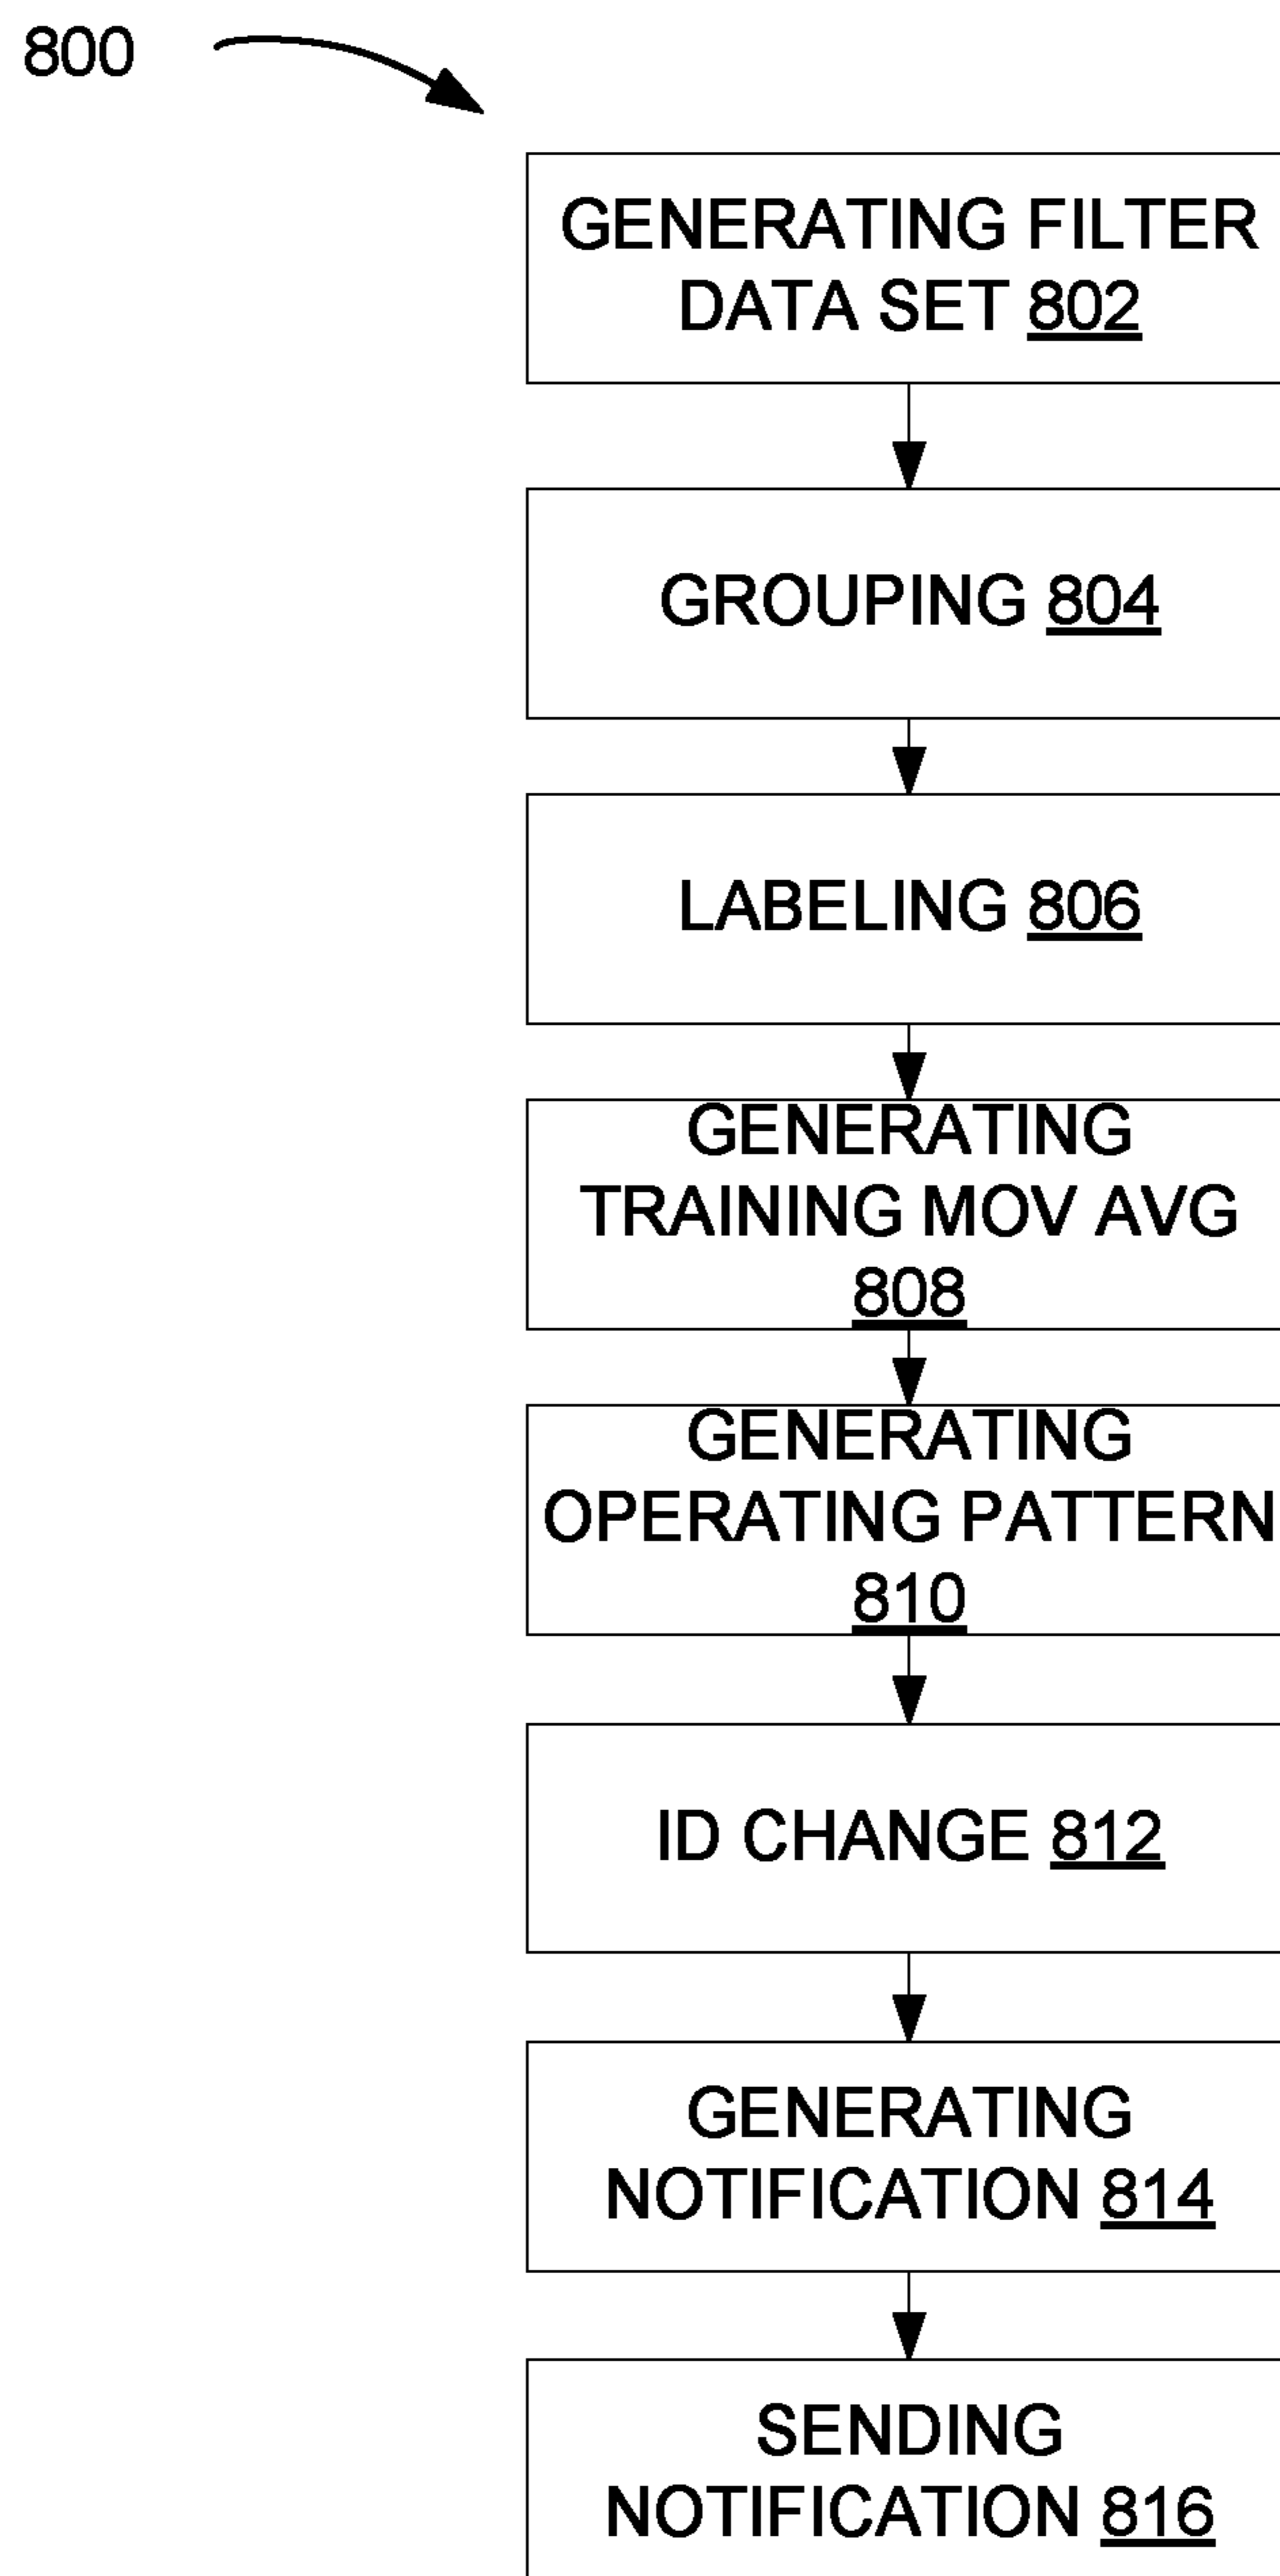 800
GENERATING FILTER
DATA SET 802
GROUPING 804
LABELING 806
GENERATING
TRAINING MOV AVG
808
GENERATING
OPERATING PATTERN
810
ID CHANGE 812
GENERATING
NOTIFICATION 814
SENDING
NOTIFICATION 816